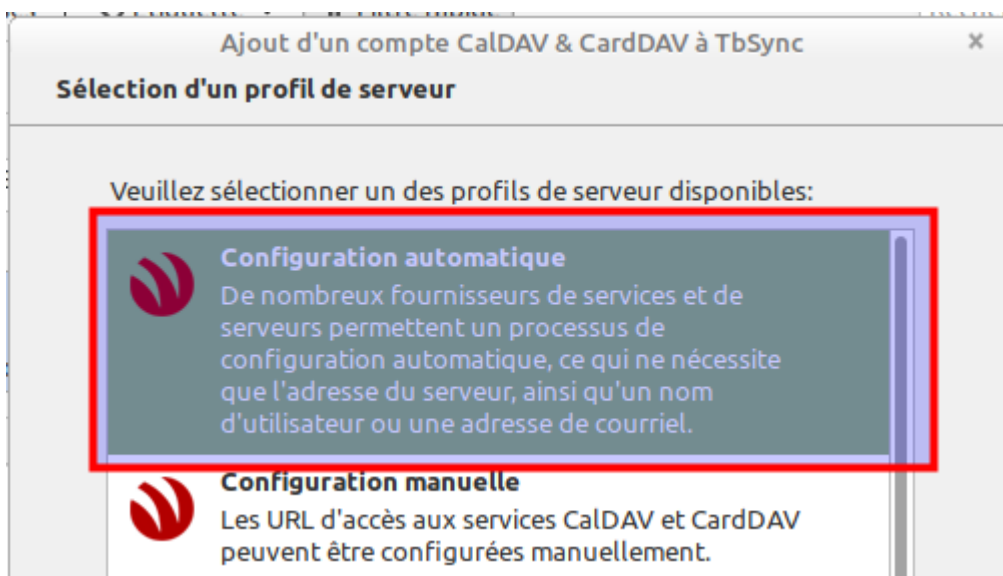 Ajout d'un compte CalDAV & CardDAV à TbSync
Sélection d'un profil de serveur
Veuillez sélectionner un des profils de serveur disponibles:
Configuration automatique
De nombreux fournisseurs de services et de
serveurs permettent un processus de
configuration automatique, ce qui ne nécessite
que l'adresse du serveur, ainsi qu'un nom
d'utilisateur ou une adresse de courriel.
Configuration manuelle
Les URL d'accès aux services CalDAV et CardDAV
peuvent être configurées manuellement.